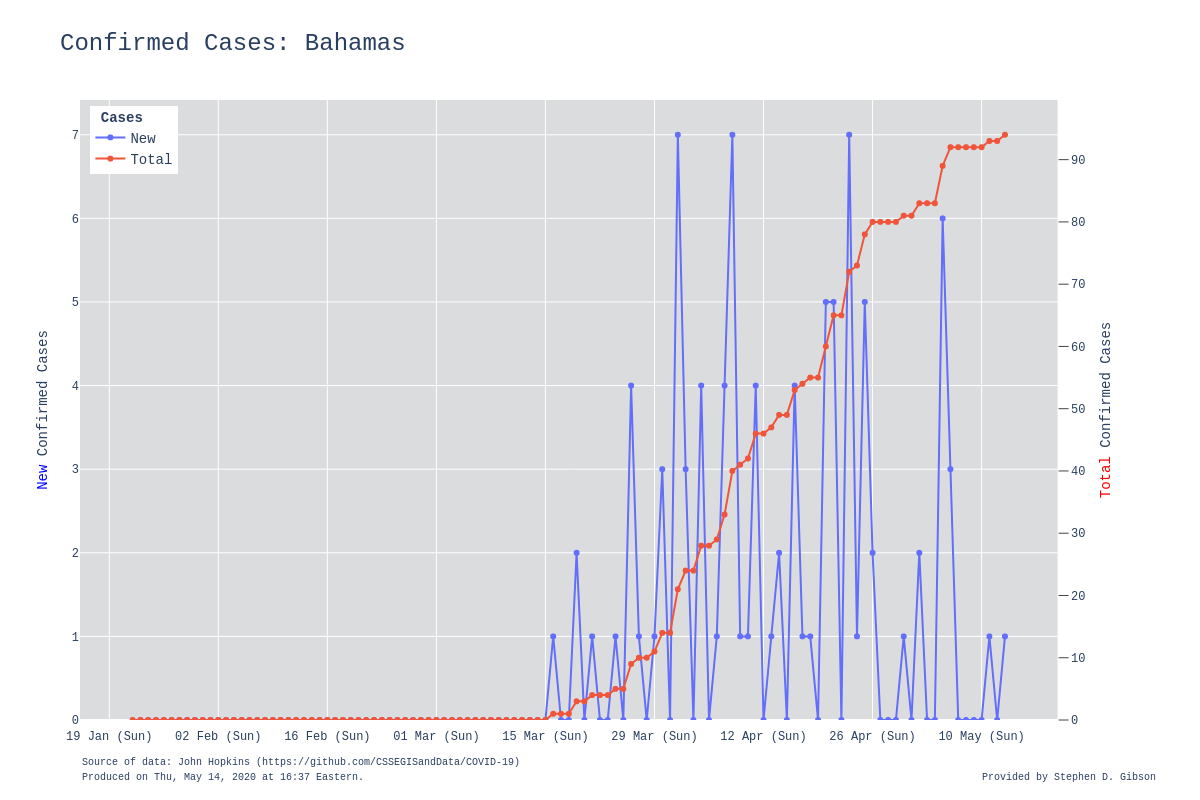 Confirmed Cases: Bahamas
Cases
New
Total
7
6
5
4
3
2
1
0
New Confirmed Cases
90
80
70
60
50
40
30
20
10
0
Total Confirmed Cases
19 Jan (Sun) 02 Feb (Sun) 16 Feb (Sun) 01 Mar (Sun) 15 Mar (Sun) 29 Mar (Sun) 12 Apr (Sun) 26 Apr (Sun) 10 May (Sun)
Source of data: John Hopkins (https://github.com/CSSEGISandData/COVID-19)
Produced on Thu, May 14, 2020 at 16:37 Eastern.
Provided by Stephen D. Gibson